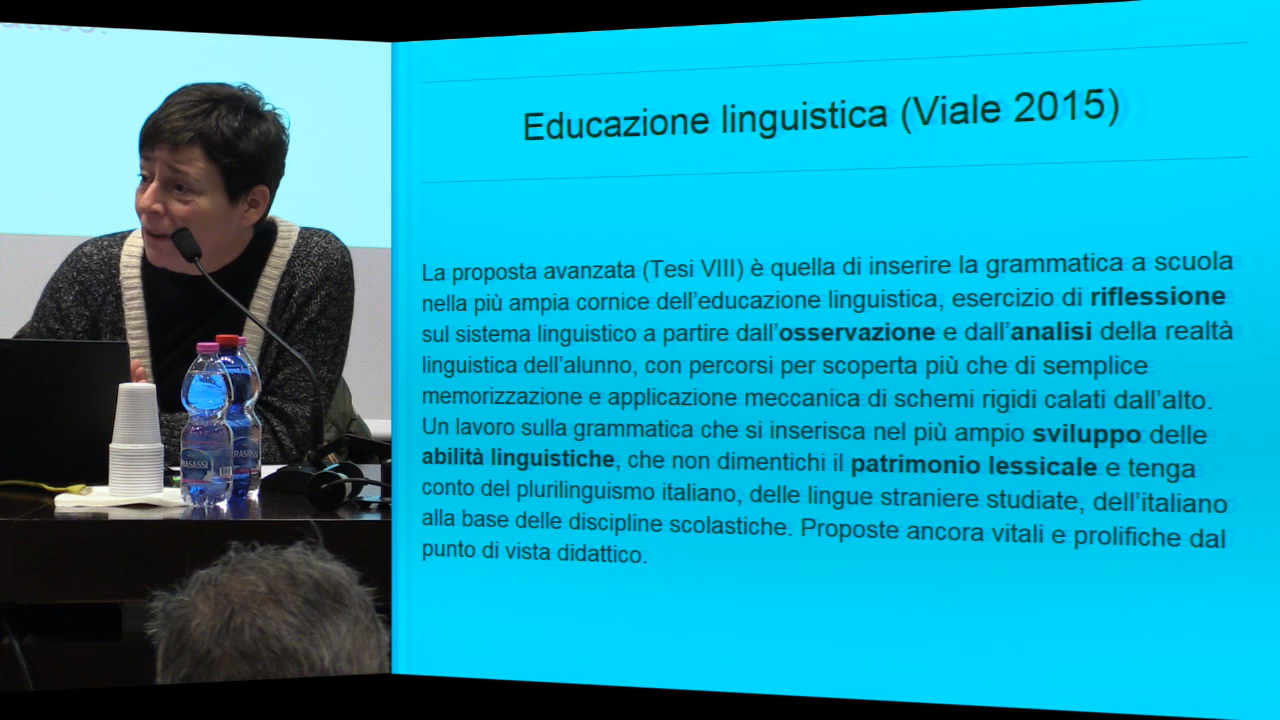 Educazione linguistica (Viale 2015)
La proposta avanzata (Tesi VIII) è quella di inserire la grammatica a scuola
nella più ampia cornice dell'educazione linguistica, esercizio di riflessione
sul sistema linguistico a partire dall'osservazione e dall'analisi della realtà
linguistica dell'alunno, con percorsi per scoperta più che di semplice
memorizzazione e applicazione meccanica di schemi rigidi calati dall'alto.
Un lavoro sulla grammatica che si inserisca nel più ampio sviluppo delle
abilità linguistiche, che non dimentichi il patrimonio lessicale e tenga
conto del plurilinguismo italiano, delle lingue straniere studiate, dell'italiano
alla base delle discipline scolastiche. Proposte ancora vitali e prolifiche dal
punto di vista didattico.